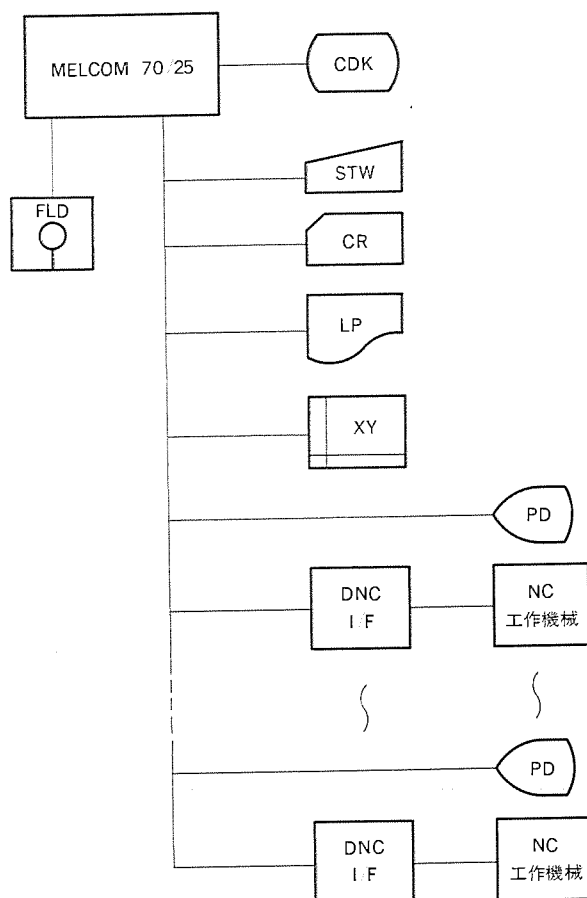 MELCOM 70/25
CDK
FLD
STW
CR
LP
XY
PD
DNC
I/F
NC
工作機械
PD
DNC
I/F
NC
工作機械